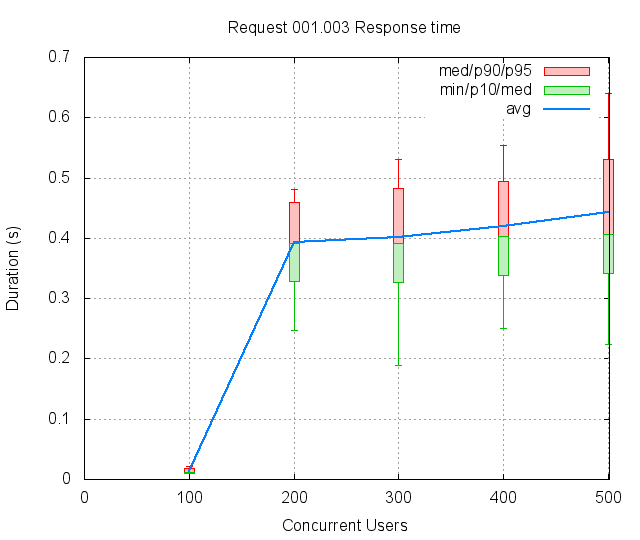 Request 001.003 Response time
0.7
0.6
0.5
0.4
0.3
0.2
0.1
0
Duration (s)
med/p90/p95
min/p10/med
avg
0 100 200 300 400 500
Concurrent Users